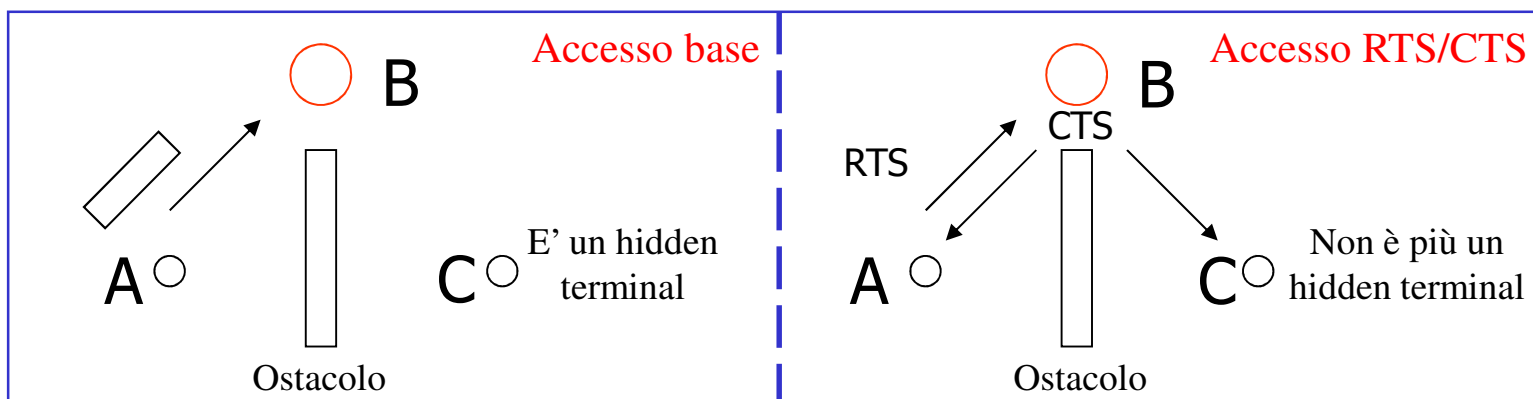 Accesso base
B
A
C
E' un hidden
terminal
Ostacolo
Accesso RTS/CTS
B
CTS
RTS
A
C
Non è più un
hidden terminal
Ostacolo